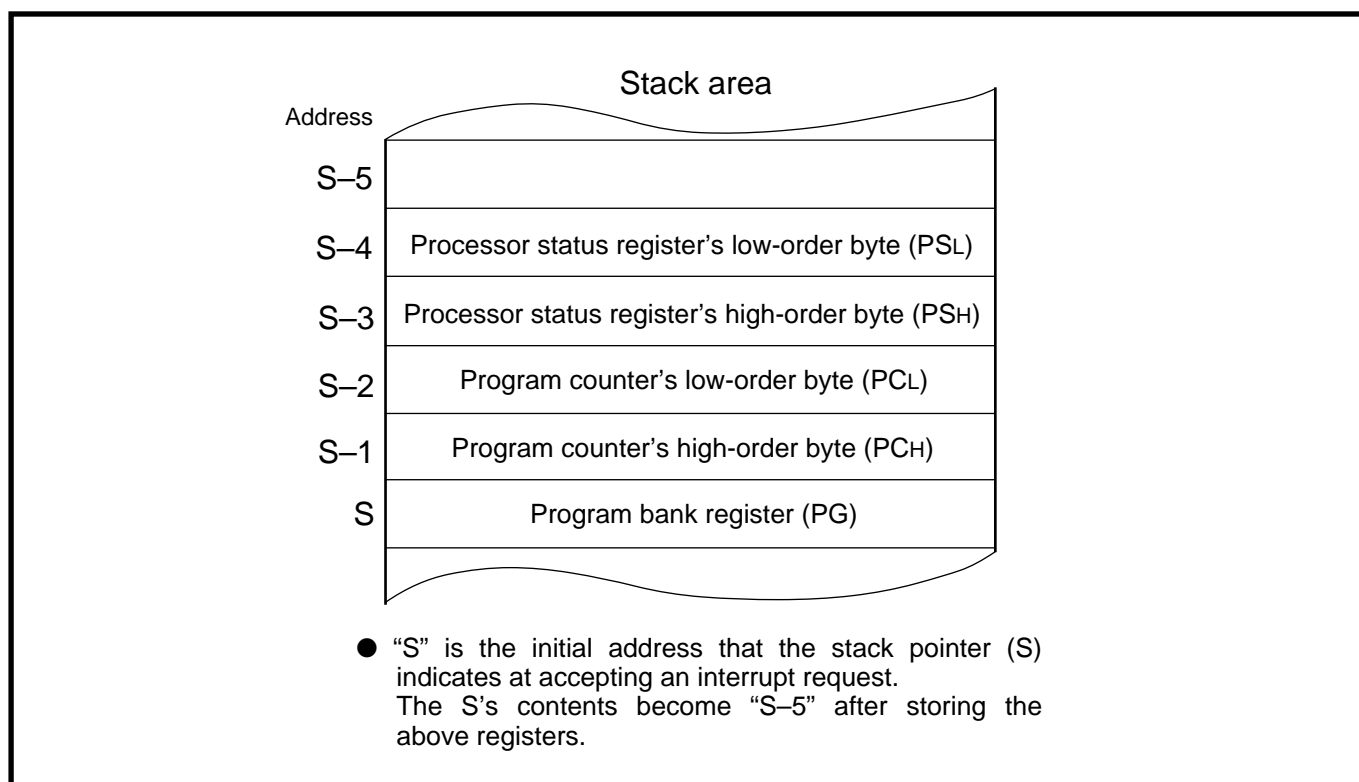 Stack area
Address
S–5
S–4 Processor status register’s low-order byte (PSL)
S–3 Processor status register’s high-order byte (PSH)
S–2 Program counter’s low-order byte (PCL)
S–1 Program counter’s high-order byte (PCH)
S Program bank register (PG)
● “S” is the initial address that the stack pointer (S)
indicates at accepting an interrupt request.
The S’s contents become “S–5” after storing the
above registers.